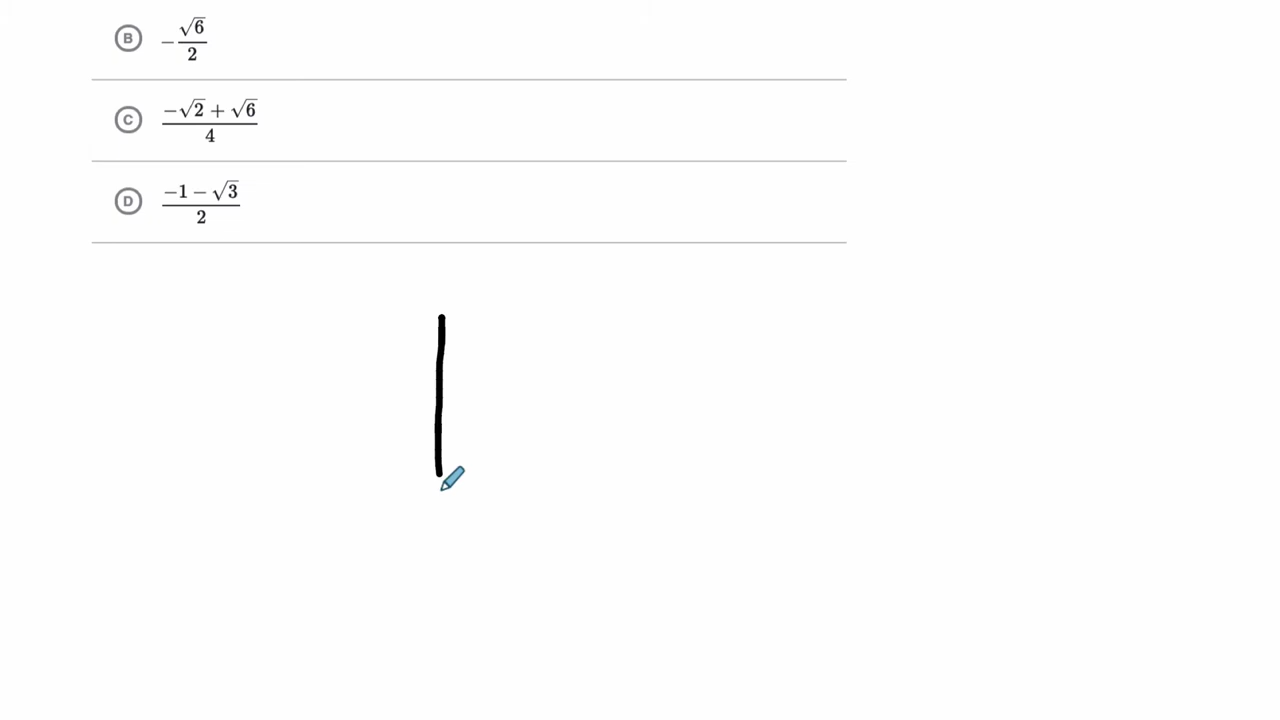 B -√6/2
C (-√2 + √6)/4
D (-1 - √3)/2